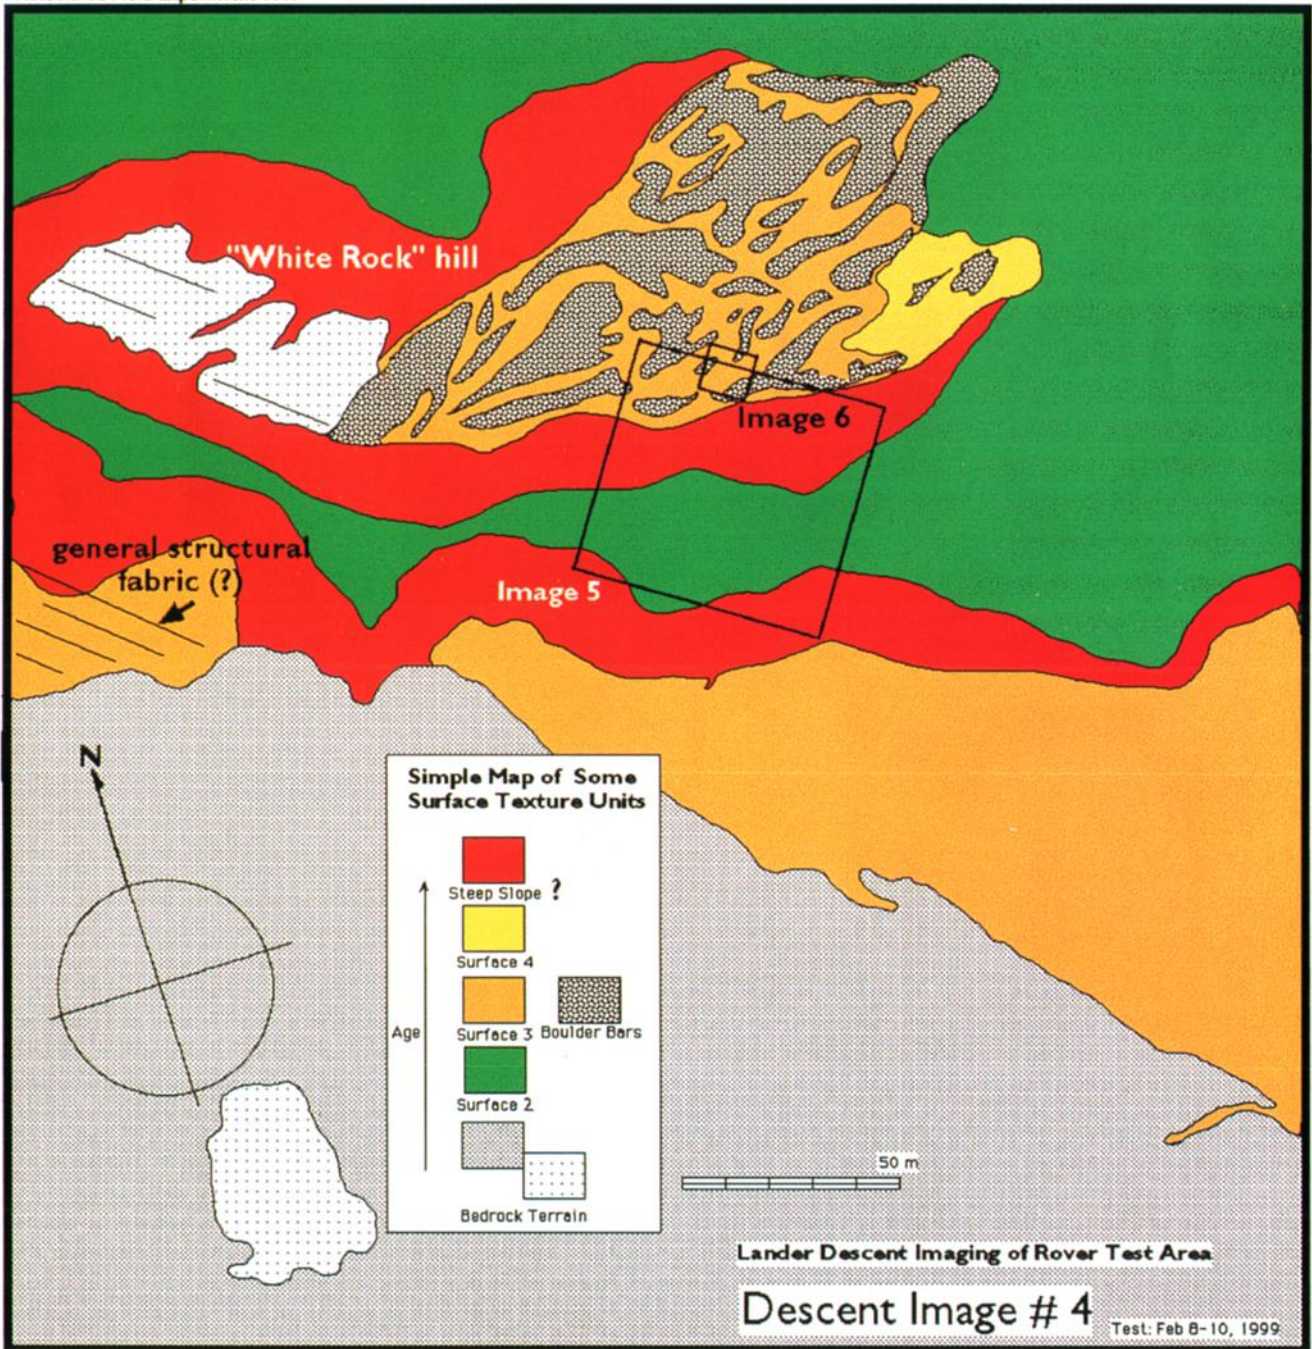 "White Rock" hill
Image 6
general structural
fabric (?)
Image 5
N
Simple Map of Some
Surface Texture Units
Steep Slope ?
Surface 4
Surface 3 Boulder Bars
Age
Surface 2
Bedrock Terrain
50 m
Lander Descent Imaging of Rover Test Area
Descent Image # 4
Test: Feb 8-10, 1999